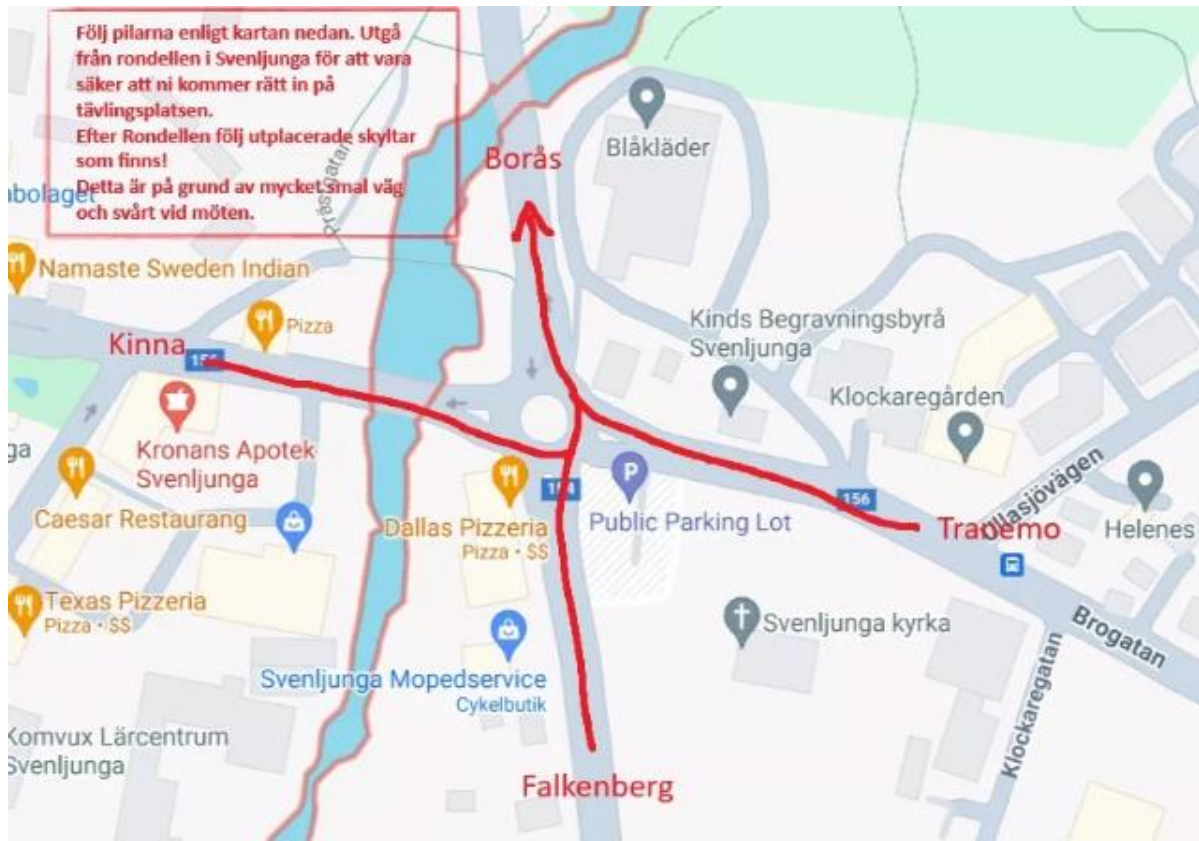 Följ pilarna enligt kartan nedan. Utgå
från rondellen i Svenljunga för att vara
säker att ni kommer rätt in på
tävlingsplatsen.
Efter Rondellen följ utplacerade skyltar
som finns!
Detta är på grund av mycket smal väg
och svårt vid möten.
Prästgatan
Borås
Blåkläder
Namaste Sweden Indian
Pizza
Kinna
156
Kinds Begravningsbyrå
Svenljunga
Klockaregården
Kronans Apotek
Svenljunga
Caesar Restaurang
Dallas Pizzeria
Pizza • $$
P
Public Parking Lot
156
Tranemo
Ullasjövägen
Helenes
Texas Pizzeria
Pizza • $$
Svenljunga kyrka
Brogatan
Klockaregatan
Svenljunga Mopedservice
Cykelbutik
Komvux Lärcentrum
Svenljunga
Falkenberg